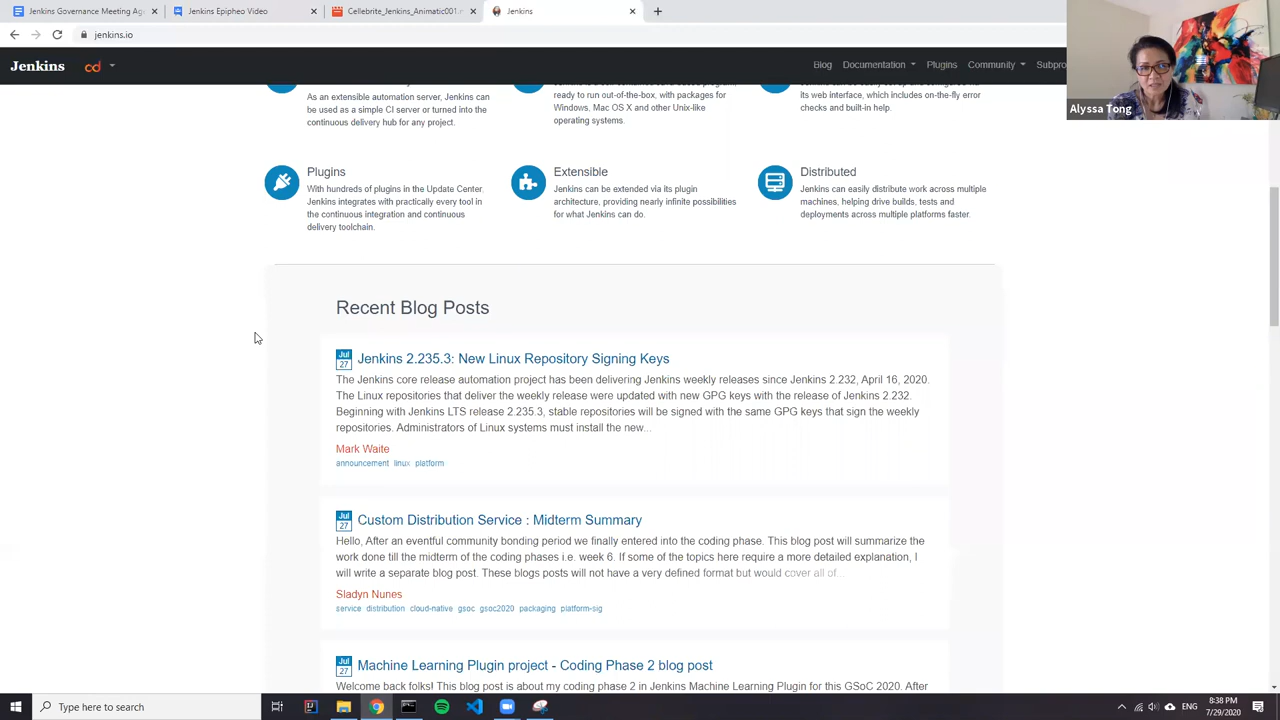 Jenkins Governance Meeting Ag
Jenkins Epipheo Video
Cellebrite_Animatic001.m
Jenkins
jenkins.io
Jenkins
cd
Blog
Documentation
Plugins
Community
Subpro
Alyssa Tong
As an extensible automation server, Jenkins can
be used as a simple CI server or turned into the
continuous delivery hub for any project.
ready to run out-of-the-box, with packages for
Windows, Mac OS X and other Unix-like
operating systems.
its web interface, which includes on-the-fly error
checks and built-in help.
Plugins
With hundreds of plugins in the Update Center,
Jenkins integrates with practically every tool in
the continuous integration and continuous
delivery toolchain.
Extensible
Jenkins can be extended via its plugin
architecture, providing nearly infinite possibilities
for what Jenkins can do.
Distributed
Jenkins can easily distribute work across multiple
machines, helping drive builds, tests and
deployments across multiple platforms faster.
Recent Blog Posts
Jul
27
Jenkins 2.235.3: New Linux Repository Signing Keys
The Jenkins core release automation project has been delivering Jenkins weekly releases since Jenkins 2.232, April 16, 2020.
The Linux repositories that deliver the weekly release were updated with new GPG keys with the release of Jenkins 2.232.
Beginning with Jenkins LTS release 2.235.3, stable repositories will be signed with the same GPG keys that sign the weekly
repositories. Administrators of Linux systems must install the new...
Mark Waite
announcement linux platform
Jul
27
Custom Distribution Service : Midterm Summary
Hello, After an eventful community bonding period we finally entered into the coding phase. This blog post will summarize the
work done till the midterm of the coding phases i.e. week 6. If some of the topics here require a more detailed explanation, I
will write a separate blog post. These blogs posts will not have a very defined format but would cover all of...
Sladyn Nunes
service distribution cloud-native gsoc gsoc2020 packaging platform-sig
Jul
27
Machine Learning Plugin project - Coding Phase 2 blog post
Welcome back folks! This blog post is about my coding phase 2 in Jenkins Machine Learning Plugin for this GSoC 2020. After
Type here to search
ENG
8:38 PM
7/29/2020